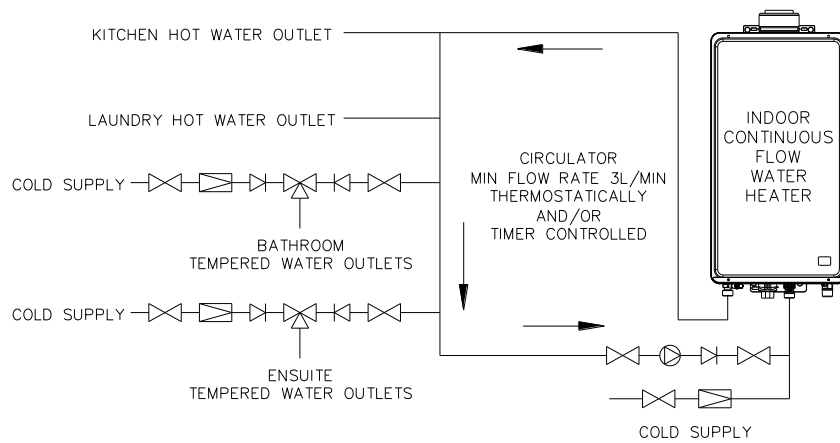 KITCHEN HOT WATER OUTLET
LAUNDRY HOT WATER OUTLET
COLD SUPPLY
BATHROOM
TEMPERED WATER OUTLETS
COLD SUPPLY
ENSUITE
TEMPERED WATER OUTLETS
CIRCULATOR
MIN FLOW RATE 3L/MIN
THERMOSTATICALLY
AND/OR
TIMER CONTROLLED
INDOOR
CONTINUOUS
FLOW
WATER
HEATER
COLD SUPPLY